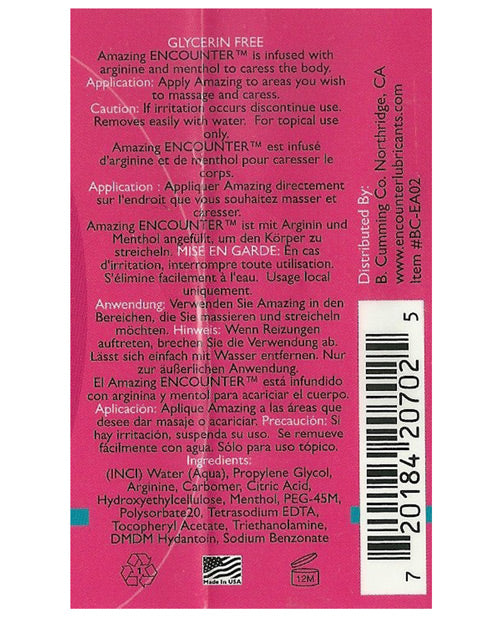 GLYCERIN FREE
Amazing ENCOUNTER™ is infused with
arginine and menthol to caress the body.
Application: Apply Amazing to areas you wish
to massage and caress.
Caution: If irritation occurs discontinue use.
Removes easily with water. For topical use
only.
Amazing ENCOUNTER™ est infusé
d'arginine et de menthol pour caresser le
corps.
Application : Appliquer Amazing directement
sur l'endroit que vous souhaitez masser et
caresser.
Amazing ENCOUNTER™ ist mit Arginin und
Menthol angefüllt, um den Körper zu
streicheln. MISE EN GARDE: En cas
d'irritation, interrompre toute utilisation.
S'élimine facilement à l'eau. Usage local
uniquement.
Anwendung: Verwenden Sie Amazing in den
Bereichen, die Sie massieren und streicheln
möchten. Hinweis: Wenn Reizungen
auftreten, brechen Sie die Verwendung ab.
Lässt sich einfach mit Wasser entfernen. Nur
zur äußerlichen Anwendung.
El Amazing ENCOUNTER™ está infundido
con arginina y mentol para acariciar el cuerpo.
Aplicación: Aplique Amazing a las áreas que
desee dar masaje o acariciar. Precaución: Sí
hay irritación, suspenda su uso. Se remueve
fácilmente con agua. Sólo para uso tópico.
Ingredients:
(INCI) Water (Aqua), Propylene Glycol,
Arginine, Carbomer, Citric Acid,
Hydroxyethylcellulose, Menthol, PEG-45M,
Polysorbate20, Tetrasodium EDTA,
Tocopheryl Acetate, Triethanolamine,
DMDM Hydantoin, Sodium Benzonate
1
Made In USA
12M
Distributed By:
B. Cumming Co. Northridge, CA
www.encounterlubricants.com
Item #BC-EA02
7 20184 20702 5